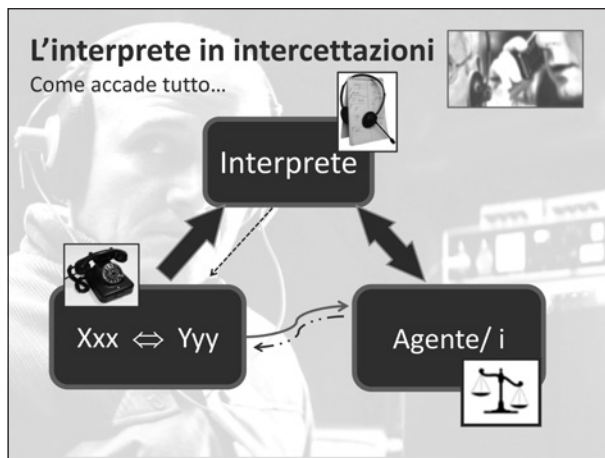 L’interprete in intercettazioni
Come accade tutto…
Interprete
Xxx ⇔ Yyy
Agente/ i